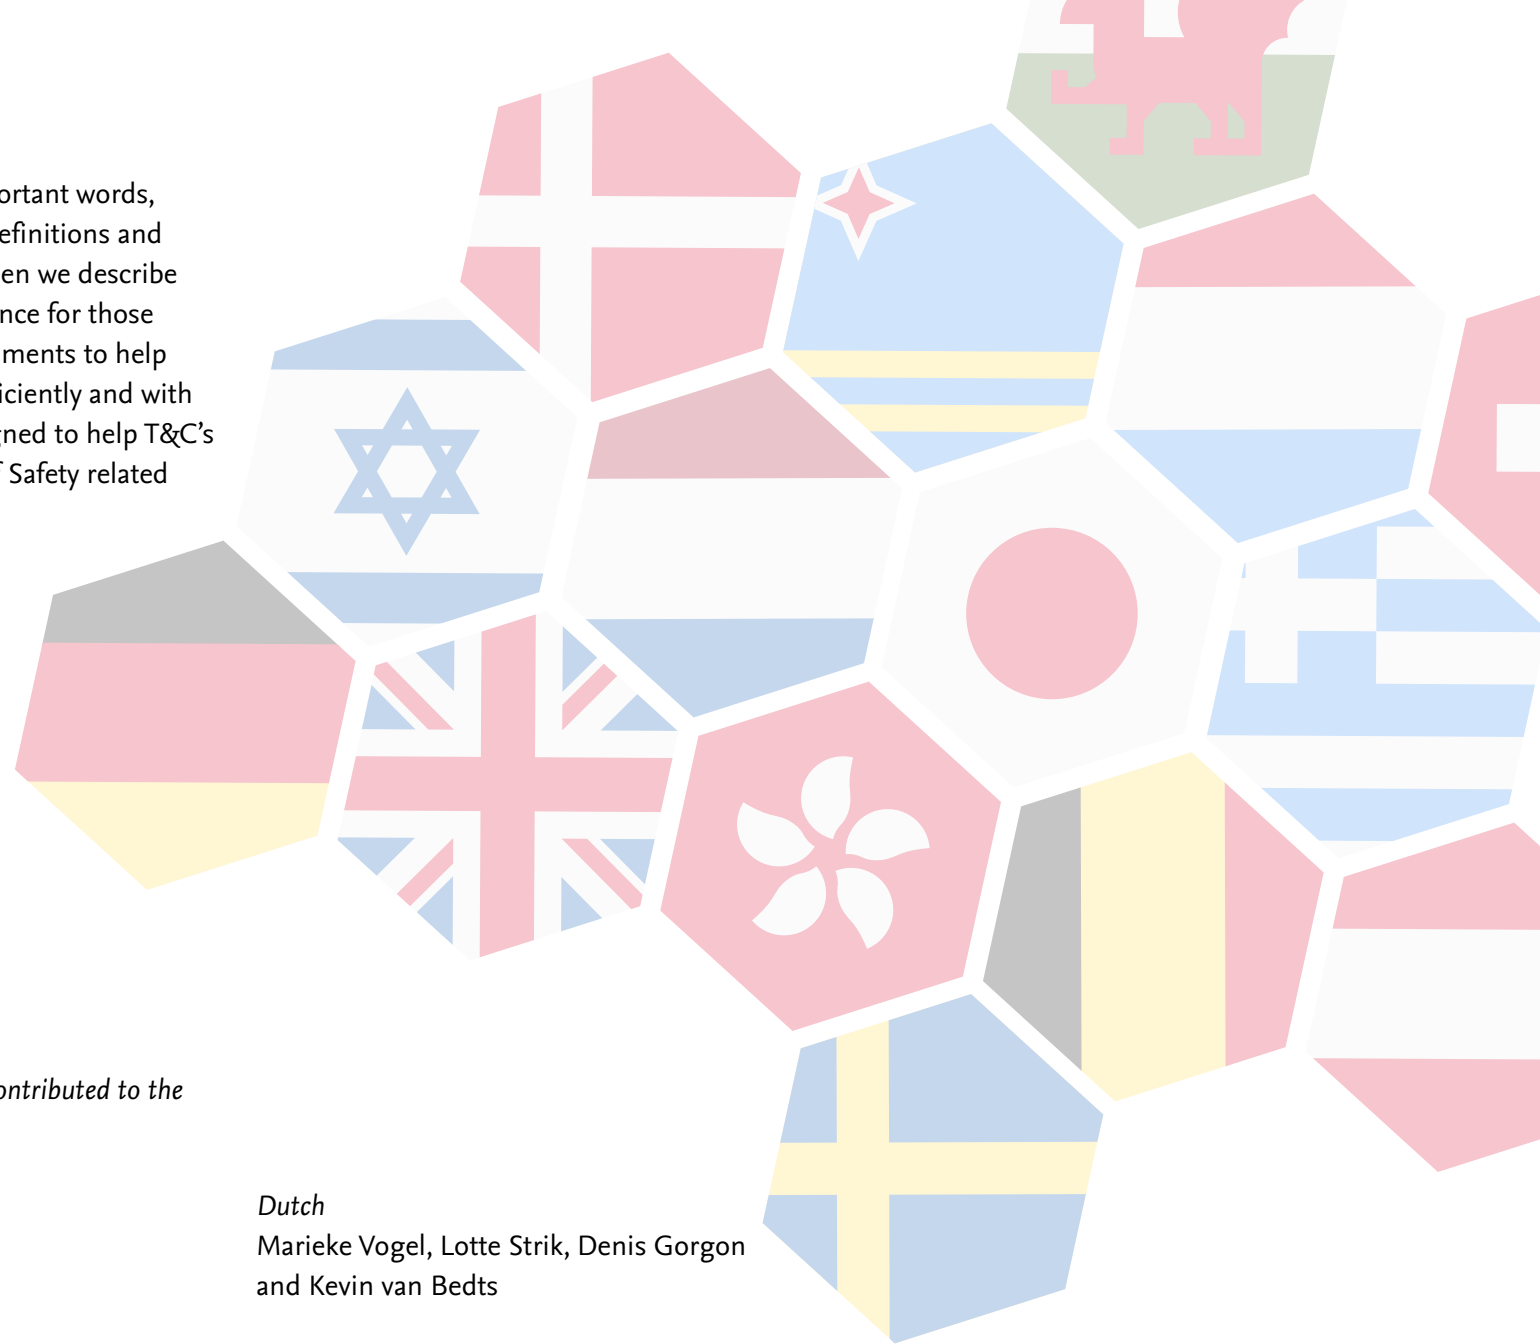 ortant words,
efinitions and
en we describe
nce for those
ments to help
iciently and with
ned to help T&C’s
Safety related
ontributed to the
Dutch
Marieke Vogel, Lotte Strik, Denis Gorgon
and Kevin van Bedts